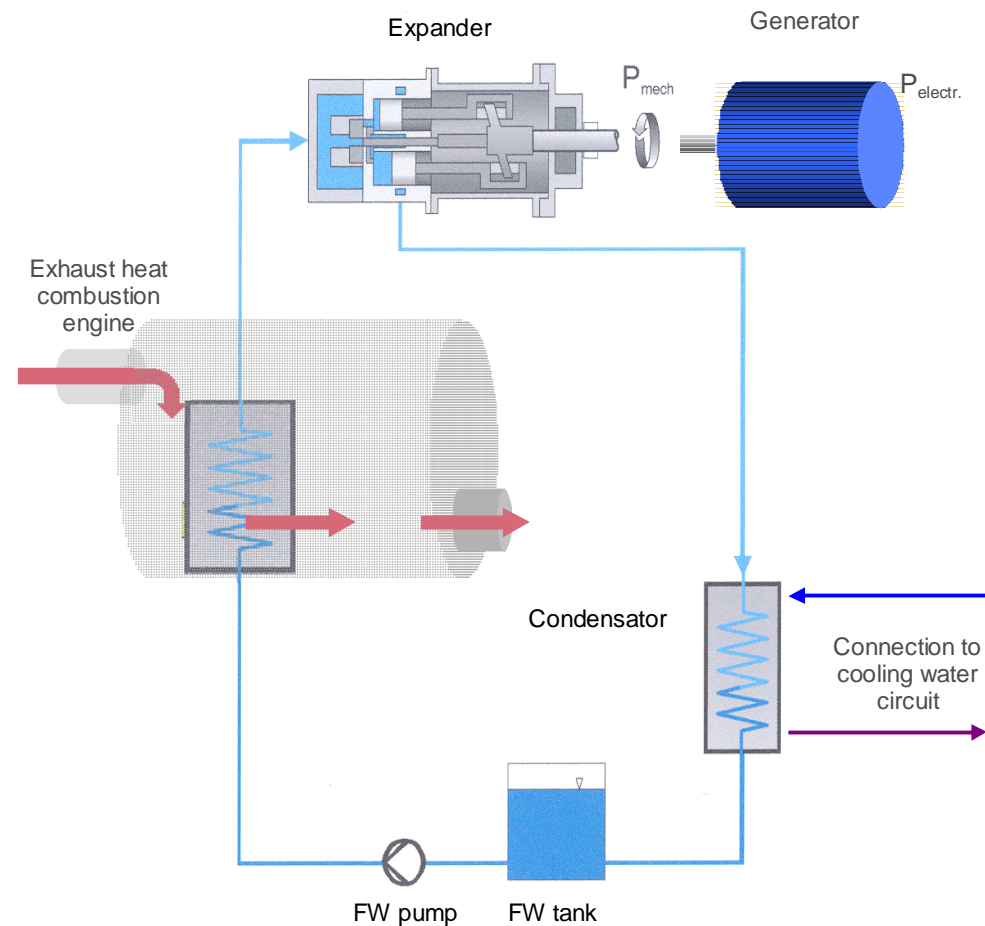 Expander
Generator
P mech
P electr.
Exhaust heat
combustion
engine
Condensator
Connection to
cooling water
circuit
FW pump
FW tank